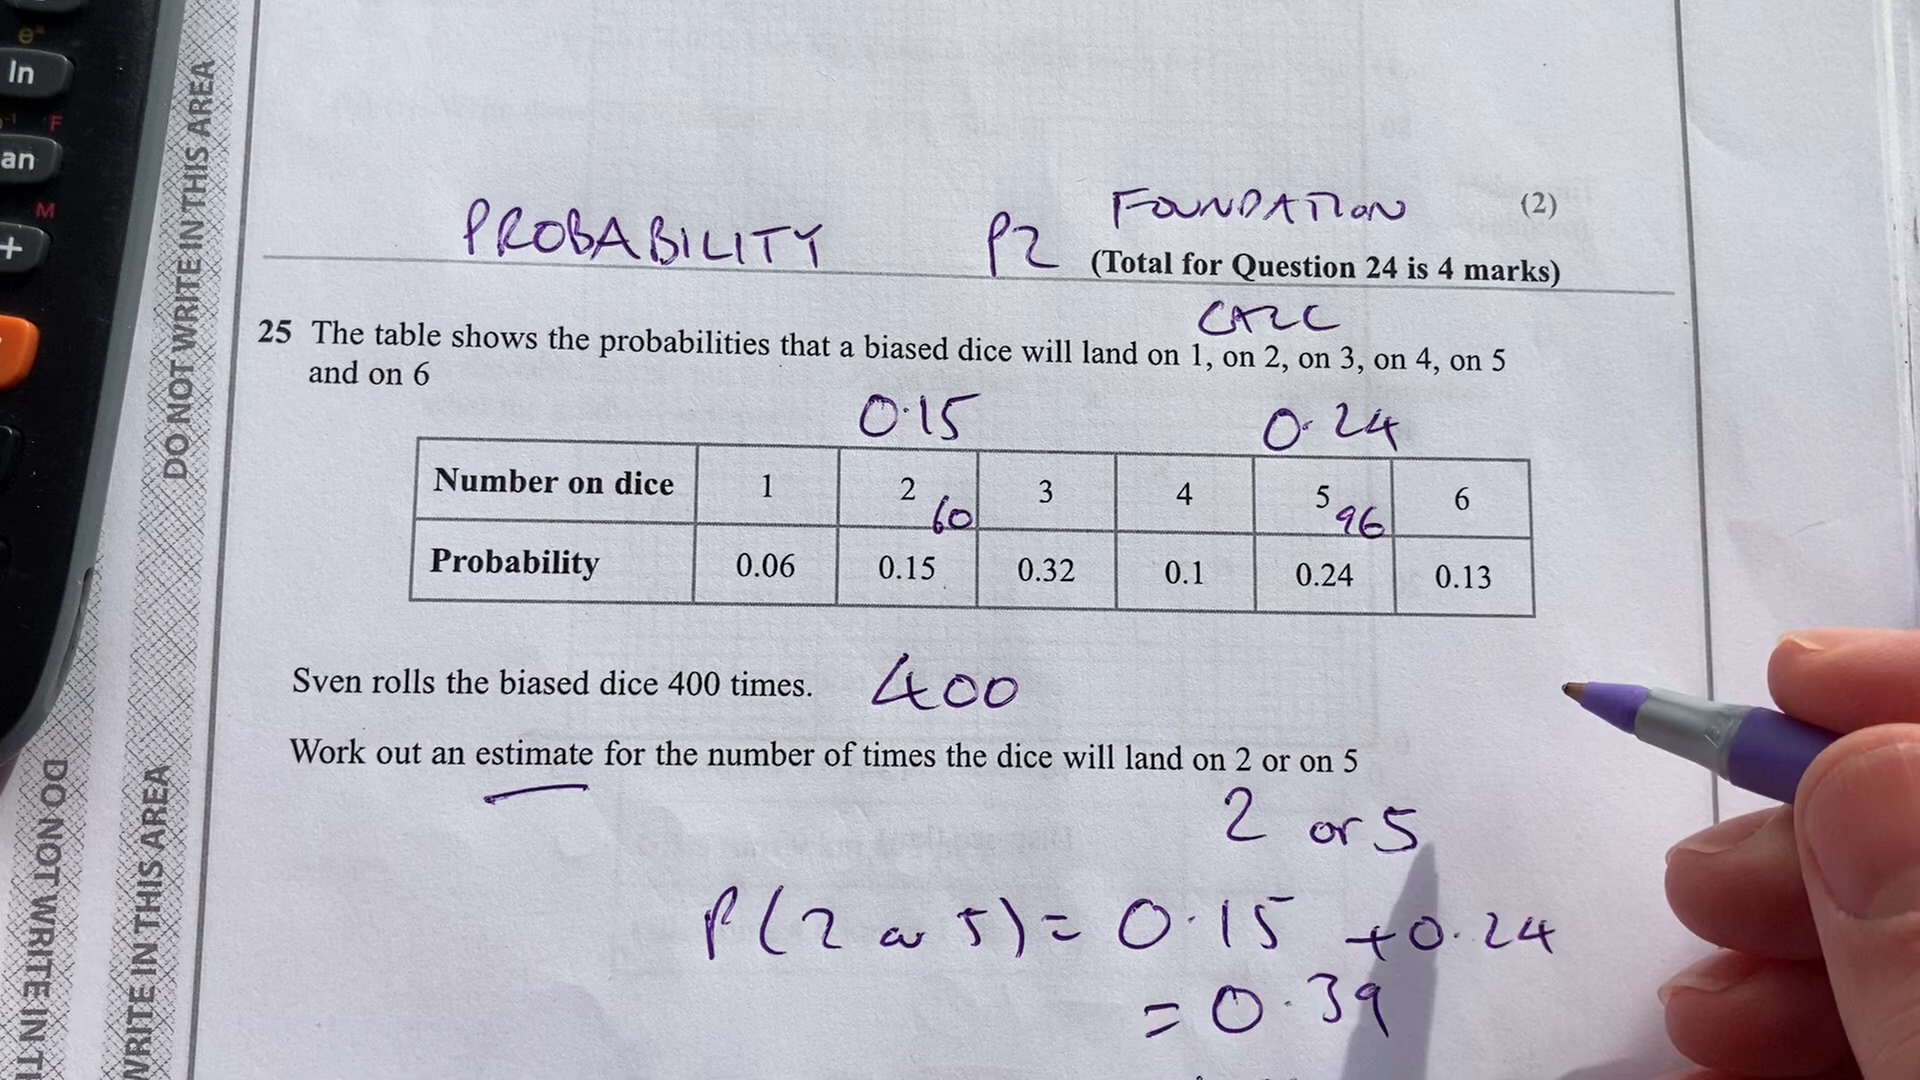 e
ln
-1 F
an
M
+
DO NOT WRITE IN THIS AREA
DO NOT WRITE IN TH
WRITE IN THIS AREA
FOUNDATION (2)
PROBABILITY P2
(Total for Question 24 is 4 marks)
CALC
25 The table shows the probabilities that a biased dice will land on 1, on 2, on 3, on 4, on 5
and on 6
0.15 0.24
Number on dice 1 2 3 4 5 6
60 96
Probability 0.06 0.15 0.32 0.1 0.24 0.13
Sven rolls the biased dice 400 times. 400
Work out an estimate for the number of times the dice will land on 2 or on 5
2 or 5
P(2 or 5) = 0.15 + 0.24
= 0.39